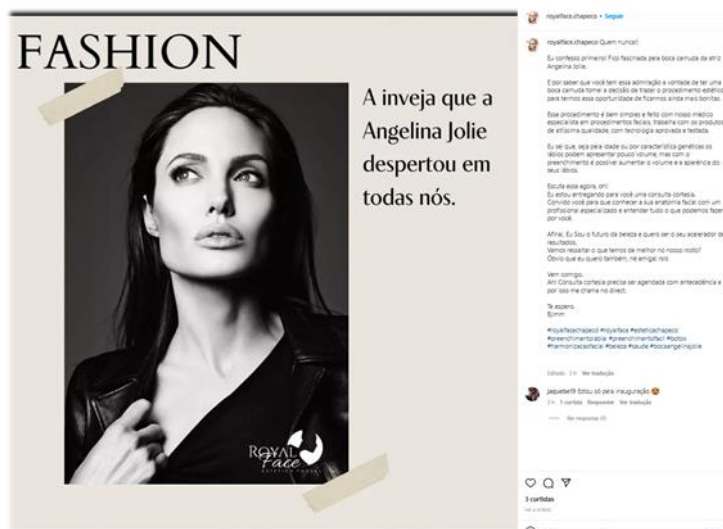 FASHION
A inveja que a
Angelina Jolie
despertou em
todas nós.
ROYAL
Face
royalface.chapeco • Seguir
royalface.chapeco Quem nunca!!
Eu confesso primeiro! Fico fascinada pela boca carnuda da atriz
Angelina Jolie.
E por saber que você tem essa admiração e vontade de ter uma
boca carnuda tomei a decisão de trazer o procedimento estético
para termos essa oportunidade de ficarmos ainda mais bonitas.
Esse procedimento é bem simples e feito com nosso médico
especialista em procedimentos faciais, trabalha com os produtos
de altíssima qualidade, com tecnologia aprovada e testada.
Eu sei que, seja pela idade ou por característica genéticas os
lábios podem apresentar pouco volume, mas com o
preenchimento é possível aumentar o volume e a aparência do
seus lábios.
Escuta essa agora, oh!
Eu estou entregando para você uma consulta cortesia.
Convido você para que conhecer a sua anatomia facial com um
profissional especializado e entender tudo o que podemos fazer
por você.
Afinal, Eu Sou o futuro da beleza e quero ser o seu acelerador de
resultados.
Vamos ressaltar o que temos de melhor no nosso rosto?
Óbvio que eu quero também, né amiga! rsrs
Vem comigo.
Ah! Consulta cortesia precisa ser agendada com antecedência e
por isso me chama no direct.
Te espero.
Bjimm
#royalfacechapecó #royalface #esteticachapeco
#preenchimentolabial #preenchimentofacil #botox
#harmonizacaofacial #beleza #saude #bocaangelinajolie
Editado · 2 h Ver tradução
jaquebel9 Estou só pela inauguração 😍
2 h 1 curtida Responder Ver tradução
Ver respostas (1)
3 curtidas